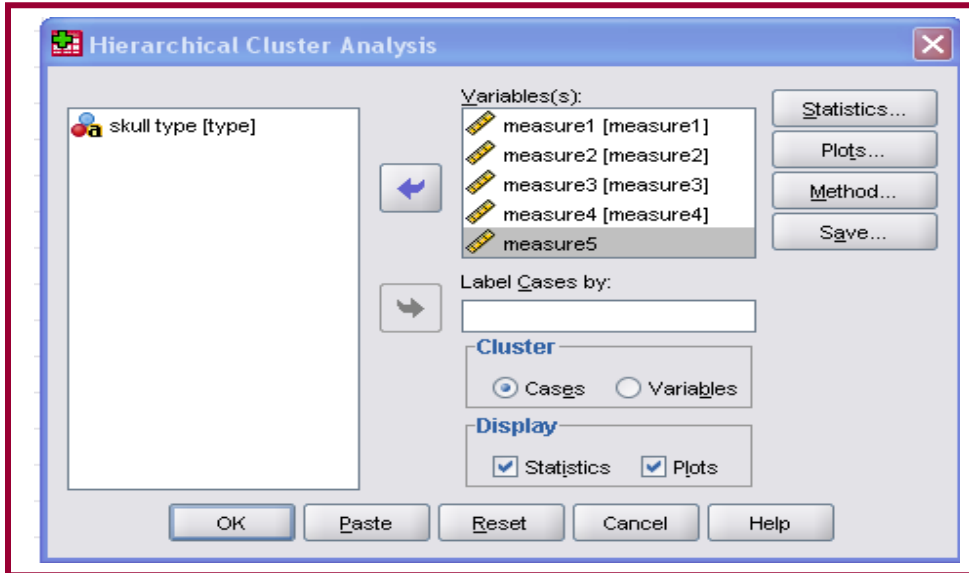 Hierarchical Cluster Analysis
skull type [type]
Variables(s):
measure1 [measure1]
measure2 [measure2]
measure3 [measure3]
measure4 [measure4]
measure5
Statistics...
Plots...
Method...
Save...
Label Cases by:
Cluster
Cases Variables
Display
Statistics Plots
OK Paste Reset Cancel Help